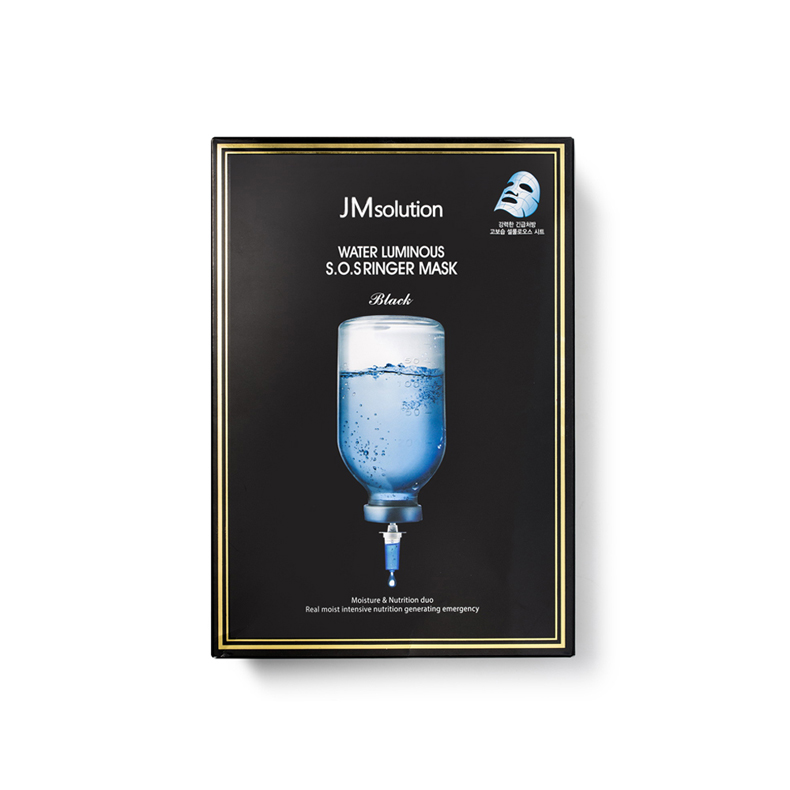 JMsolution
강력한 긴급처방
고보습 셀룰로오스 시트
WATER LUMINOUS
S.O.S RINGER MASK
Black
Moisture & Nutrition duo
Real moist intensive nutrition generating emergency